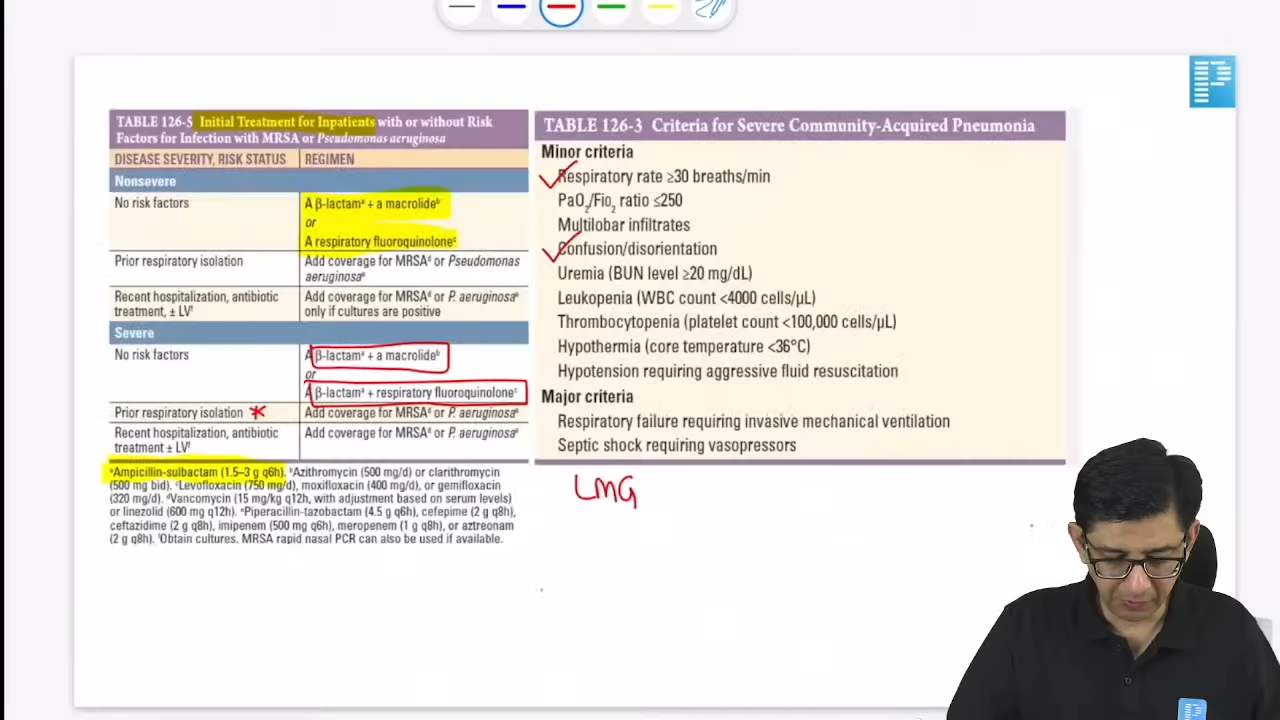 TABLE 126-5 Initial Treatment for Inpatients with or without Risk
Factors for Infection with MRSA or Pseudomonas aeruginosa
DISEASE SEVERITY, RISK STATUS REGIMEN
Nonsevere
No risk factors A β-lactamᵃ + a macrolideᵇ
or
A respiratory fluoroquinoloneᶜ
Prior respiratory isolation Add coverage for MRSAᵈ or Pseudomonas
aeruginosaᵉ
Recent hospitalization, antibiotic Add coverage for MRSAᵈ or P. aeruginosaᵉ
treatment, ± LVᶠ only if cultures are positive
Severe
No risk factors A β-lactamᵃ + a macrolideᵇ
or
A β-lactamᵃ + respiratory fluoroquinoloneᶜ
Prior respiratory isolation * Add coverage for MRSAᵈ or P. aeruginosaᵉ
Recent hospitalization, antibiotic Add coverage for MRSAᵈ or P. aeruginosaᵉ
treatment ± LVᶠ
ᵃAmpicillin-sulbactam (1.5–3 g q6h). ᵇAzithromycin (500 mg/d) or clarithromycin
(500 mg bid). ᶜLevofloxacin (750 mg/d), moxifloxacin (400 mg/d), or gemifloxacin
(320 mg/d). ᵈVancomycin (15 mg/kg q12h, with adjustment based on serum levels)
or linezolid (600 mg q12h). ᵉPiperacillin-tazobactam (4.5 g q6h), cefepime (2 g q8h),
ceftazidime (2 g q8h), imipenem (500 mg q6h), meropenem (1 g q8h), or aztreonam
(2 g q8h). ᶠObtain cultures. MRSA rapid nasal PCR can also be used if available.
TABLE 126-3 Criteria for Severe Community-Acquired Pneumonia
Minor criteria
Respiratory rate ≥30 breaths/min
PaO₂/Fio₂ ratio ≤250
Multilobar infiltrates
Confusion/disorientation
Uremia (BUN level ≥20 mg/dL)
Leukopenia (WBC count <4000 cells/μL)
Thrombocytopenia (platelet count <100,000 cells/μL)
Hypothermia (core temperature <36°C)
Hypotension requiring aggressive fluid resuscitation
Major criteria
Respiratory failure requiring invasive mechanical ventilation
Septic shock requiring vasopressors
LMG